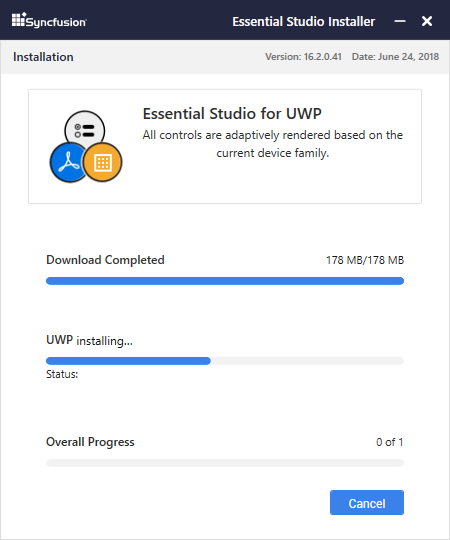 Syncfusion Essential Studio Installer
Installation Version: 16.2.0.41 Date: June 24, 2018
Essential Studio for UWP
All controls are adaptively rendered based on the
current device family.
Download Completed 178 MB/178 MB
UWP installing...
Status:
Overall Progress 0 of 1
Cancel